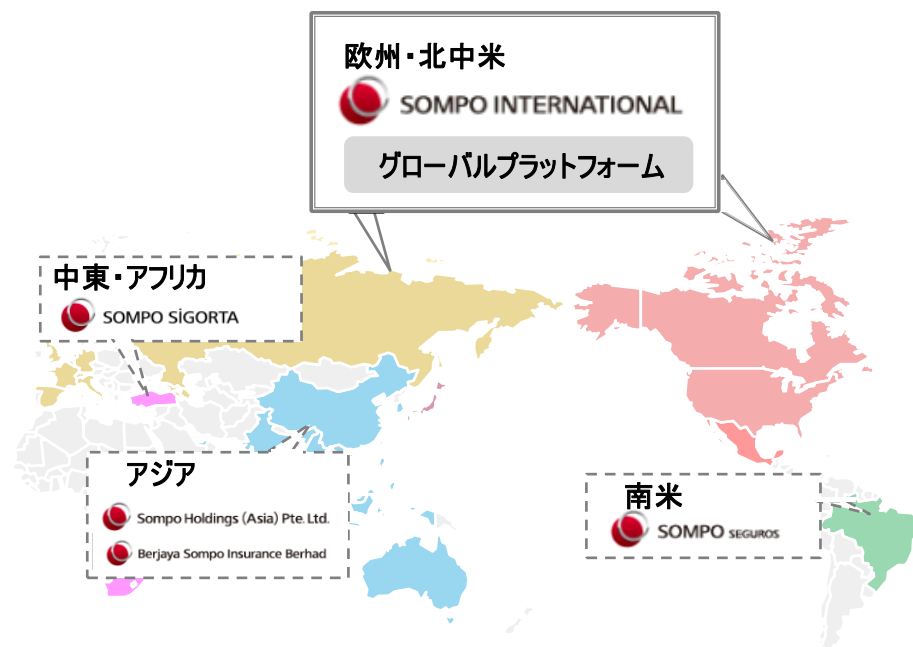 欧州・北中米
SOMPO INTERNATIONAL
グローバルプラットフォーム
中東・アフリカ
SOMPO SİGORTA
アジア
Sompo Holdings (Asia) Pte. Ltd.
Berjaya Sompo Insurance Berhad
南米
SOMPO SEGUROS